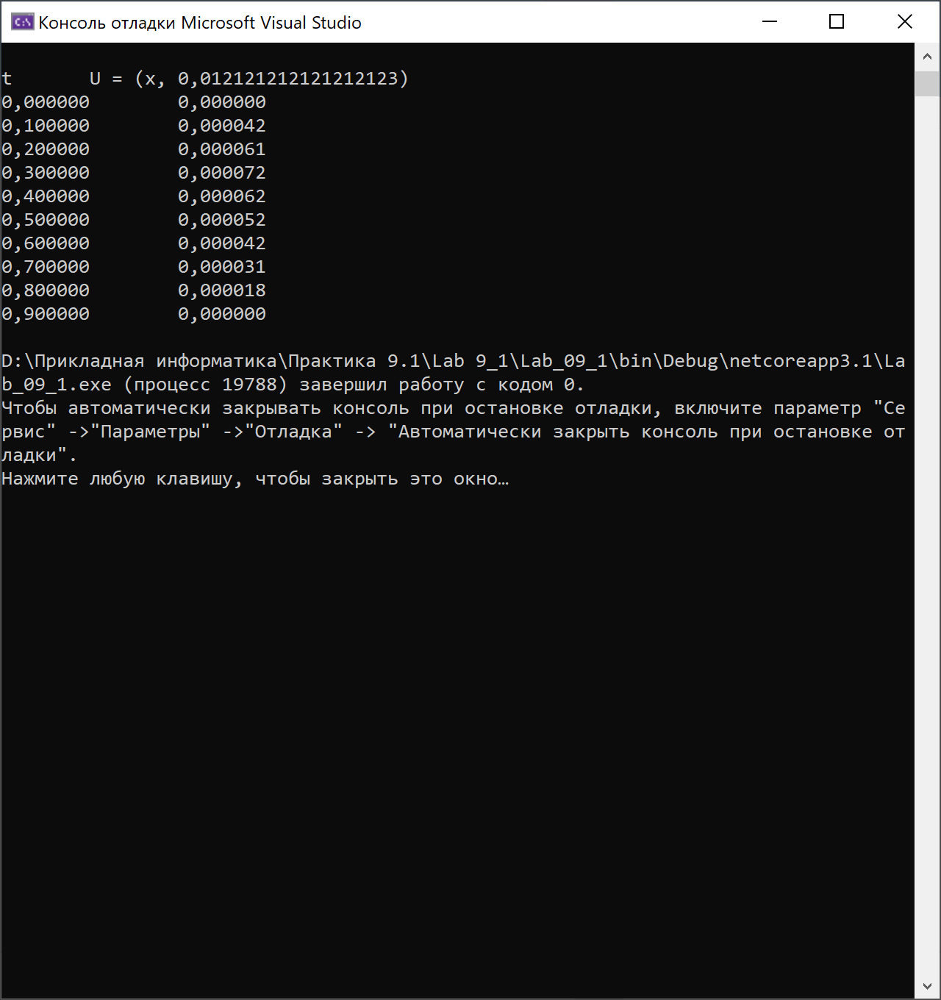 Консоль отладки Microsoft Visual Studio
t U = (x, 0,012121212121212123)
0,000000 0,000000
0,100000 0,000042
0,200000 0,000061
0,300000 0,000072
0,400000 0,000062
0,500000 0,000052
0,600000 0,000042
0,700000 0,000031
0,800000 0,000018
0,900000 0,000000
D:\Прикладная информатика\Практика 9.1\Lab 9_1\Lab_09_1\bin\Debug\netcoreapp3.1\La
b_09_1.exe (процесс 19788) завершил работу с кодом 0.
Чтобы автоматически закрывать консоль при остановке отладки, включите параметр "Се
рвис" ->"Параметры" ->"Отладка" -> "Автоматически закрыть консоль при остановке от
ладки".
Нажмите любую клавишу, чтобы закрыть это окно…